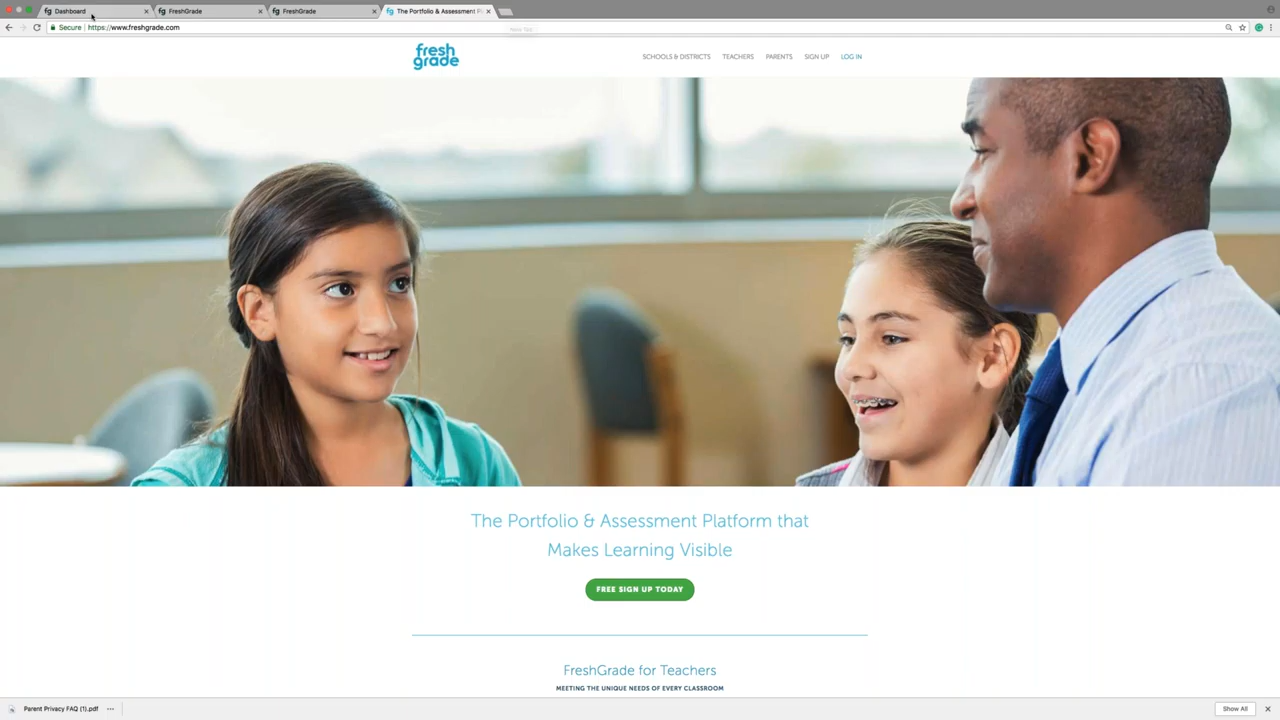 Dashboard
FreshGrade
FreshGrade
The Portfolio & Assessment P
Secure
https://www.freshgrade.com
New Tab
fresh
grade
SCHOOLS & DISTRICTS
TEACHERS
PARENTS
SIGN UP
LOG IN
The Portfolio & Assessment Platform that
Makes Learning Visible
FREE SIGN UP TODAY
FreshGrade for Teachers
MEETING THE UNIQUE NEEDS OF EVERY CLASSROOM
Parent Privacy FAQ (1).pdf
Show All